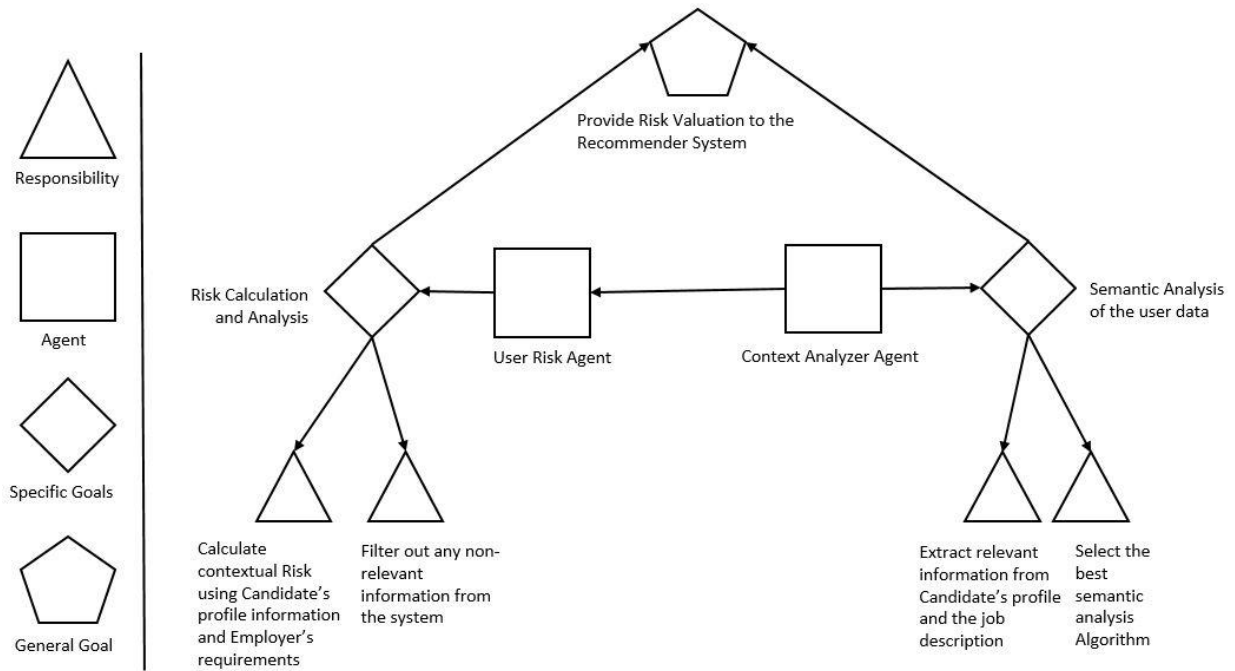 Responsibility
Agent
Specific Goals
General Goal
Provide Risk Valuation to the
Recommender System
Risk Calculation
and Analysis
User Risk Agent
Context Analyzer Agent
Semantic Analysis
of the user data
Calculate
contextual Risk
using Candidate's
profile information
and Employer's
requirements
Filter out any non-
relevant
information from
the system
Extract relevant
information from
Candidate's profile
and the job
description
Select the
best
semantic
analysis
Algorithm